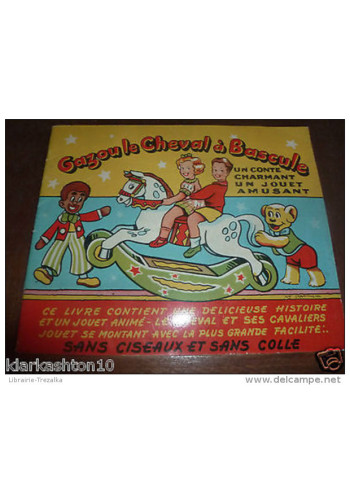 Gazou le Cheval à Bascule
UN CONTE
CHARMANT
UN JOUET
AMUSANT
CE LIVRE CONTIENT UNE DELICIEUSE HISTOIRE
ET UN JOUET ANIMÉ - LE CHEVAL ET SES CAVALIERS
JOUET SE MONTANT AVEC LA PLUS GRANDE FACILITÉ...
SANS CISEAUX ET SANS COLLE
ldarkashton10
Librairie-Trezalka
© www.delcampe.net